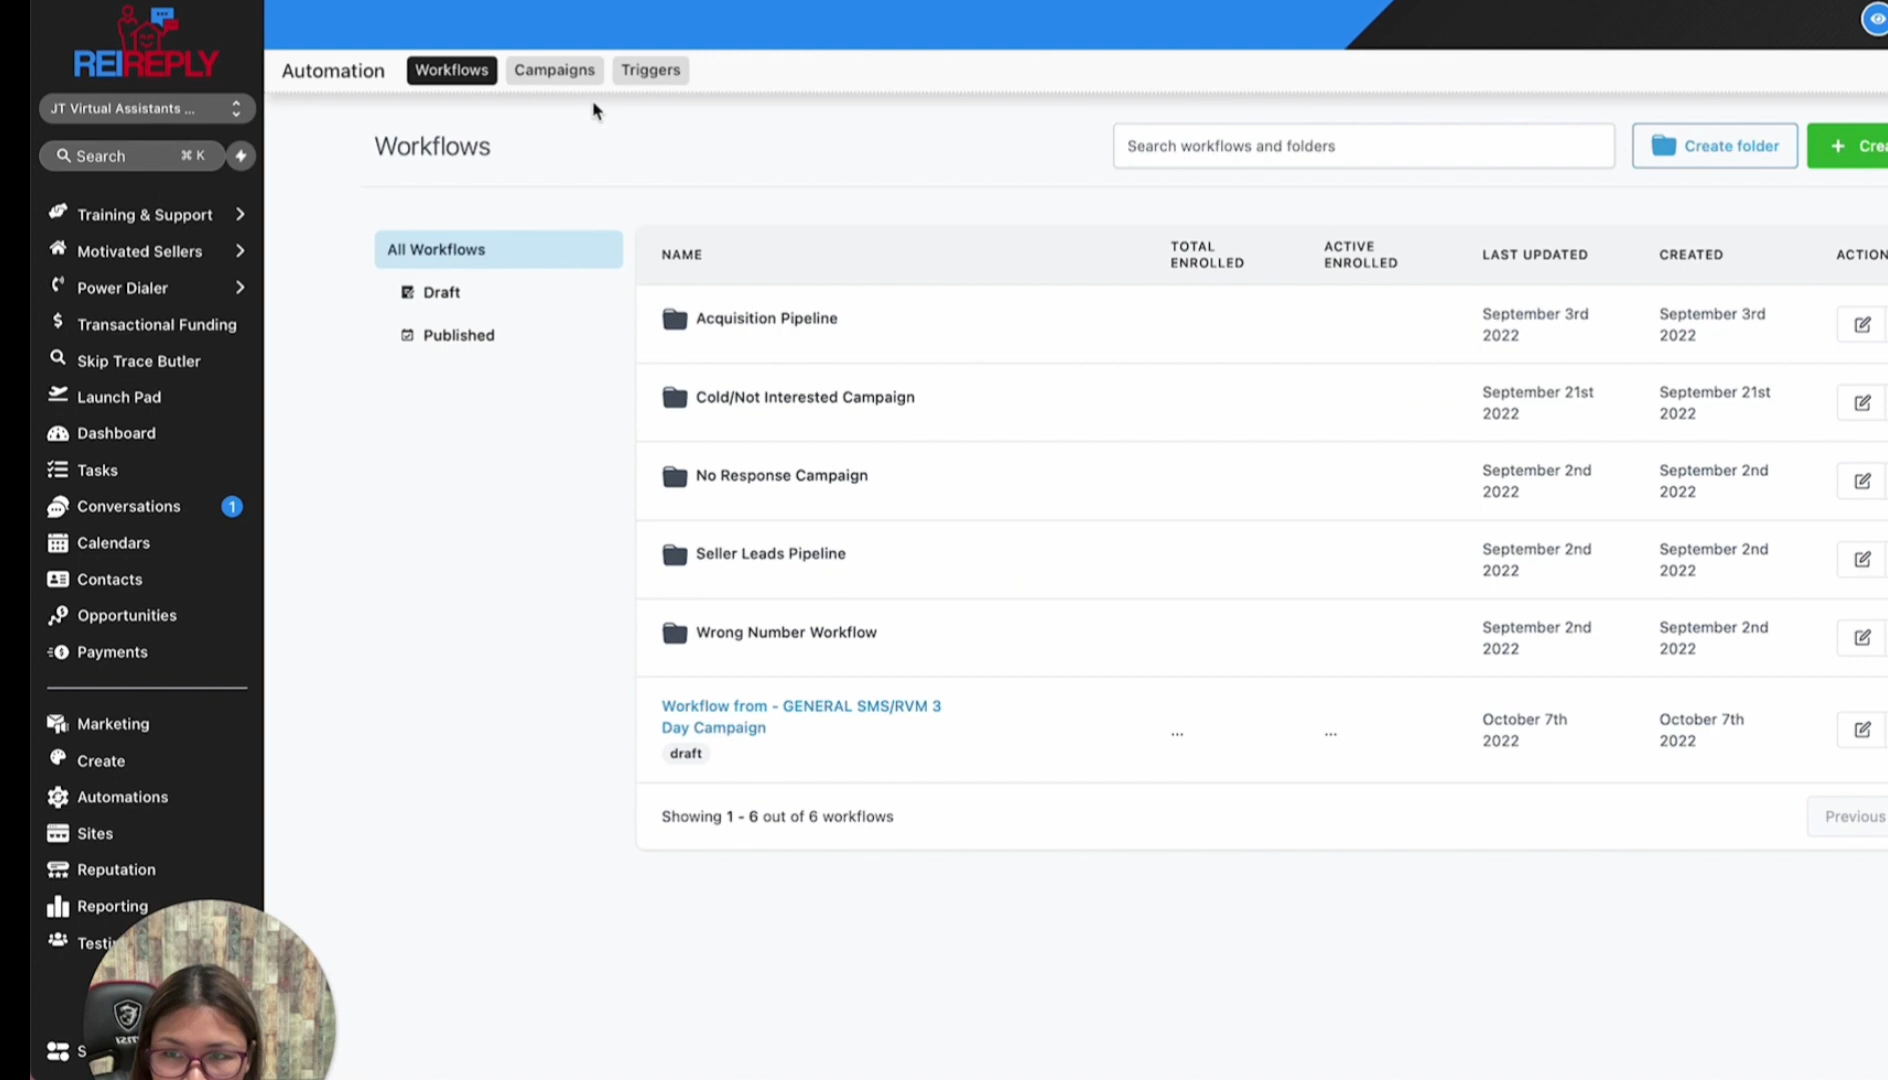 REIREPLY
JT Virtual Assistants ...
Search ⌘ K
Training & Support
Motivated Sellers
Power Dialer
Transactional Funding
Skip Trace Butler
Launch Pad
Dashboard
Tasks
Conversations 1
Calendars
Contacts
Opportunities
Payments
Marketing
Create
Automations
Sites
Reputation
Reporting
Testi
S
Automation Workflows Campaigns Triggers
Workflows
Search workflows and folders
Create folder
+ Crea
All Workflows
Draft
Published
NAME TOTAL ENROLLED ACTIVE ENROLLED LAST UPDATED CREATED ACTION
Acquisition Pipeline September 3rd 2022 September 3rd 2022
Cold/Not Interested Campaign September 21st 2022 September 21st 2022
No Response Campaign September 2nd 2022 September 2nd 2022
Seller Leads Pipeline September 2nd 2022 September 2nd 2022
Wrong Number Workflow September 2nd 2022 September 2nd 2022
Workflow from - GENERAL SMS/RVM 3
Day Campaign
draft
... ... October 7th 2022 October 7th 2022
Showing 1 - 6 out of 6 workflows
Previous